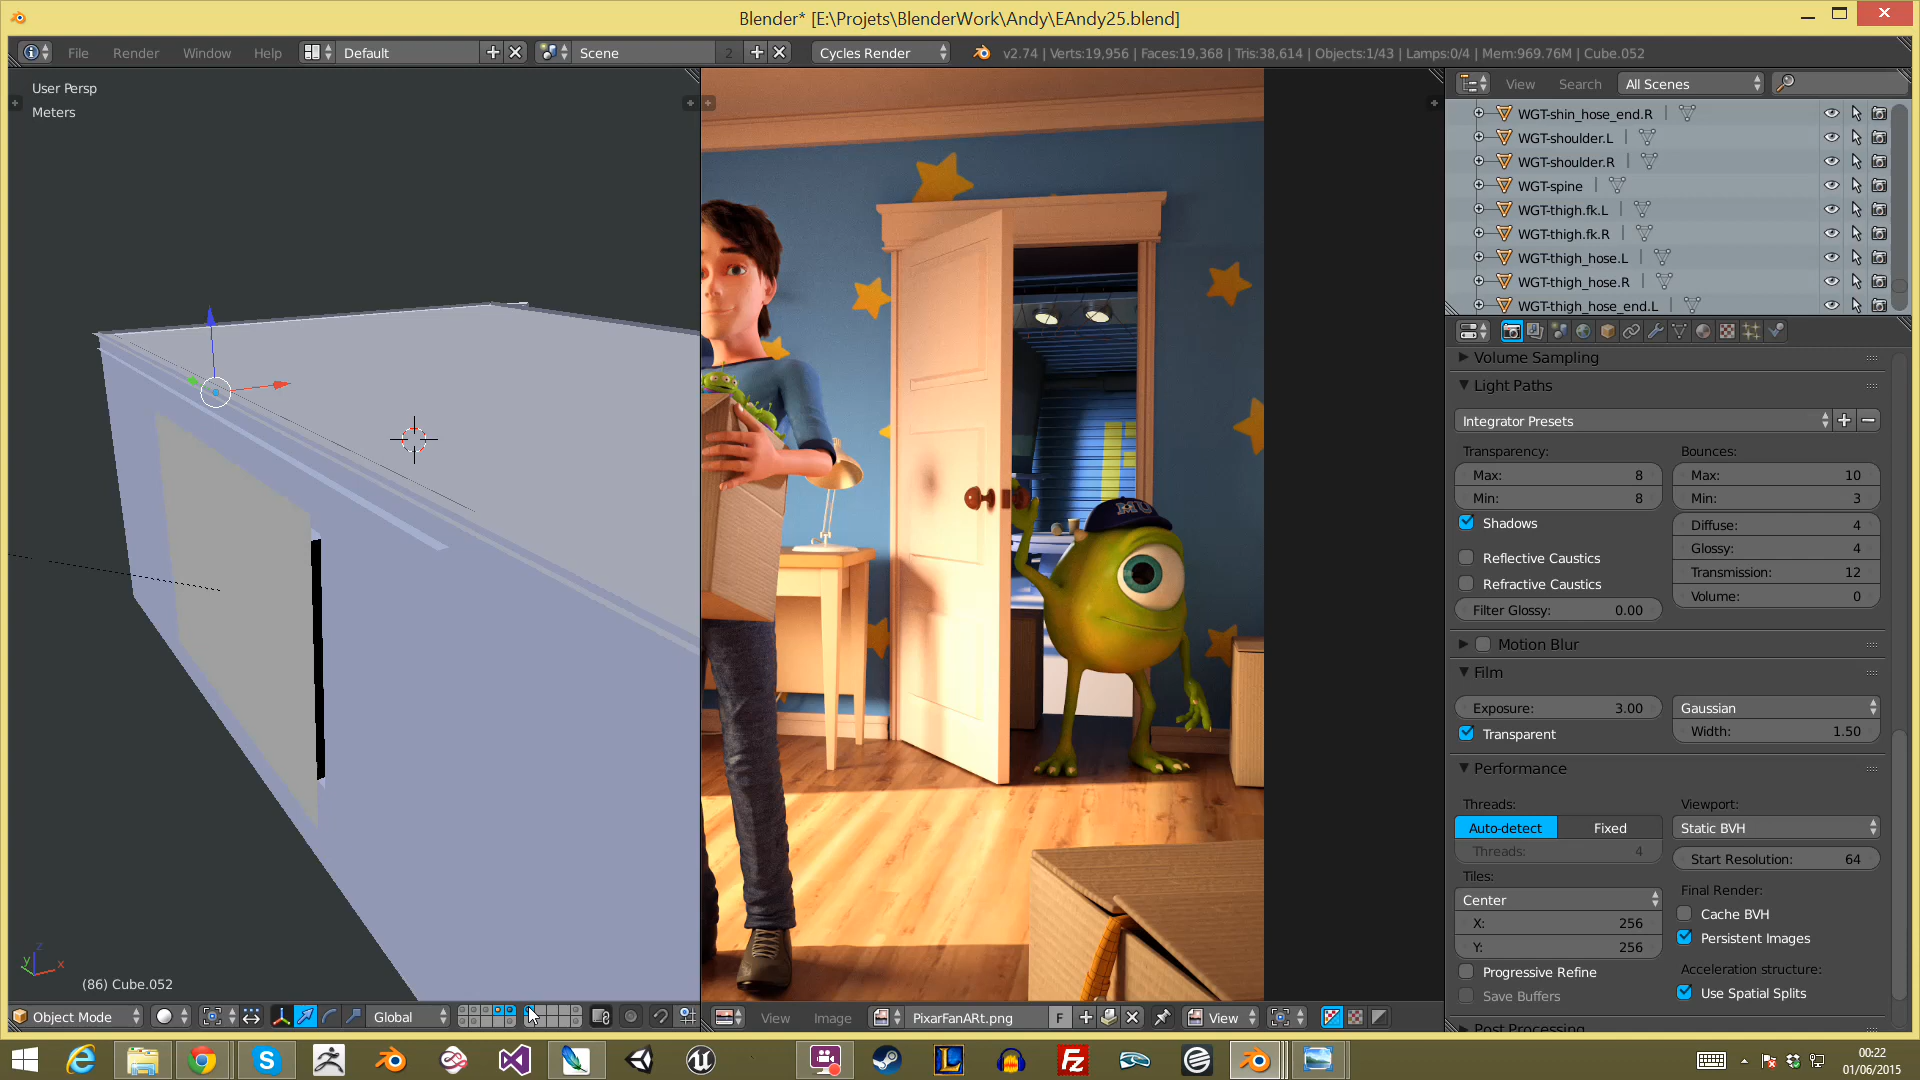 Blender* [E:\Projets\BlenderWork\Andy\EAndy25.blend]
File Render Window Help Default Scene 2 Cycles Render v2.74 | Verts:19,956 | Faces:19,368 | Tris:38,614 | Objects:1/43 | Lamps:0/4 | Mem:969.76M | Cube.052
User Persp
Meters
View Search All Scenes
WGT-shin_hose_end.R
WGT-shoulder.L
WGT-shoulder.R
WGT-spine
WGT-thigh.fk.L
WGT-thigh.fk.R
WGT-thigh_hose.L
WGT-thigh_hose.R
WGT-thigh_hose_end.L
Volume Sampling
Light Paths
Integrator Presets
Transparency: Bounces:
Max: 8 Max: 10
Min: 8 Min: 3
Shadows Diffuse: 4
Glossy: 4
Reflective Caustics
Transmission: 12
Refractive Caustics
Volume: 0
Filter Glossy: 0.00
Motion Blur
Film
Exposure: 3.00 Gaussian
Transparent Width: 1.50
Performance
Threads: Viewport:
Auto-detect Fixed Static BVH
Threads: 4 Start Resolution: 64
Tiles: Final Render:
Center Cache BVH
X: 256 Persistent Images
Y: 256
Progressive Refine Acceleration structure:
Save Buffers Use Spatial Splits
Post Processing
MU
z
y x
(86) Cube.052
Object Mode Global View Image PixarFanARt.png F View
00:22
01/06/2015